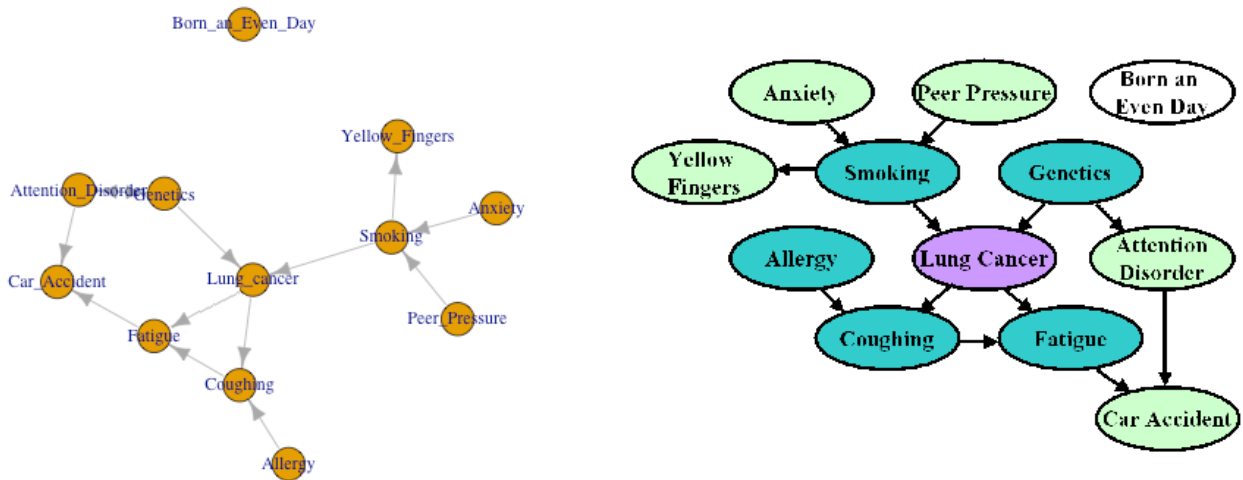 Born_an_Even_Day
Yellow_Fingers
Attention_Disorder
Genetics
Anxiety
Smoking
Car_Accident
Lung_cancer
Peer_Pressure
Fatigue
Coughing
Allergy
Anxiety
Peer Pressure
Born an
Even Day
Yellow
Fingers
Smoking
Genetics
Allergy
Lung Cancer
Attention
Disorder
Coughing
Fatigue
Car Accident